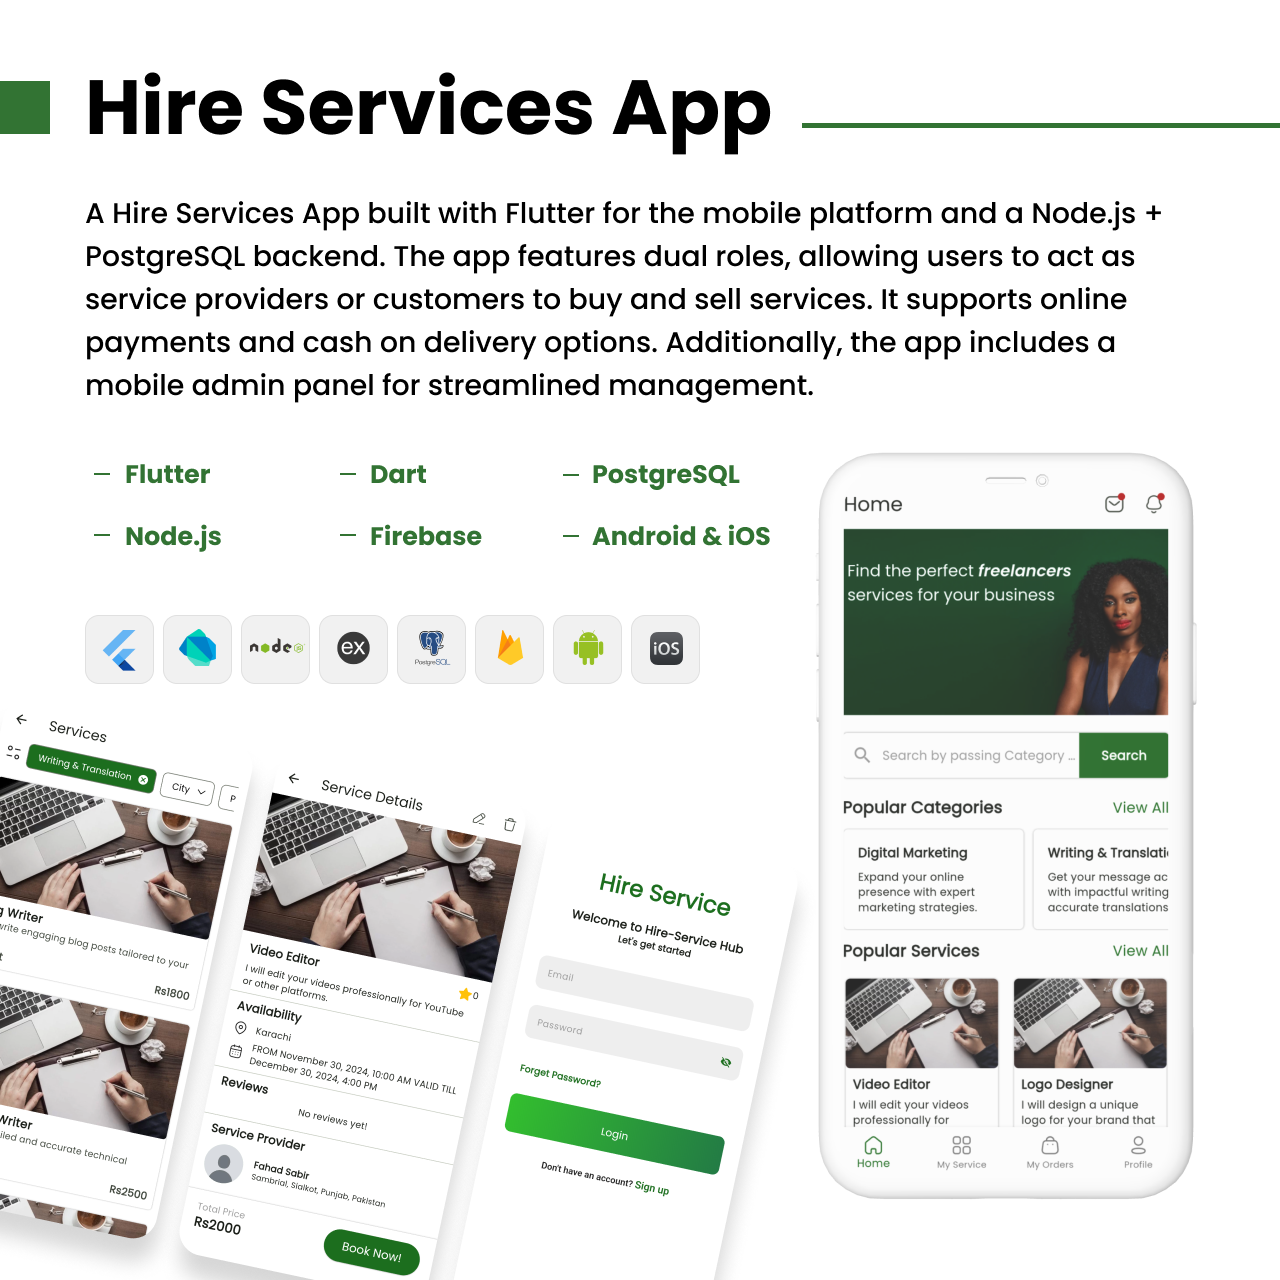 Hire Services App
A Hire Services App built with Flutter for the mobile platform and a Node.js +
PostgreSQL backend. The app features dual roles, allowing users to act as
service providers or customers to buy and sell services. It supports online
payments and cash on delivery options. Additionally, the app includes a
mobile admin panel for streamlined management.
— Flutter
— Dart
— PostgreSQL
— Node.js
— Firebase
— Android & iOS
node
JS
ex
PostgreSQL
iOS
Services
Writing & Translation
City
P
g Writer
write engaging blog posts tailored to your
t
Rs1800
Writer
iled and accurate technical
Rs2500
Service Details
Video Editor
I will edit your videos professionally for YouTube
or other platforms.
0
Availability
Karachi
FROM November 30, 2024, 10:00 AM VALID TILL
December 30, 2024, 4:00 PM
Reviews
No reviews yet!
Service Provider
Fahad Sabir
Sambrial, Sialkot, Punjab, Pakistan
Total Price
Rs2000
Book Now!
Hire Service
Welcome to Hire-Service Hub
Let's get started
Email
Password
Forget Password?
Login
Don't have an account? Sign up
Home
Find the perfect freelancers
services for your business
Search by passing Category ...
Search
Popular Categories
View All
Digital Marketing
Expand your online
presence with expert
marketing strategies.
Writing & Translati
Get your message ac
with impactful writing
accurate translations
Popular Services
View All
Video Editor
I will edit your videos
professionally for
Logo Designer
I will design a unique
logo for your brand that
Home
My Service
My Orders
Profile